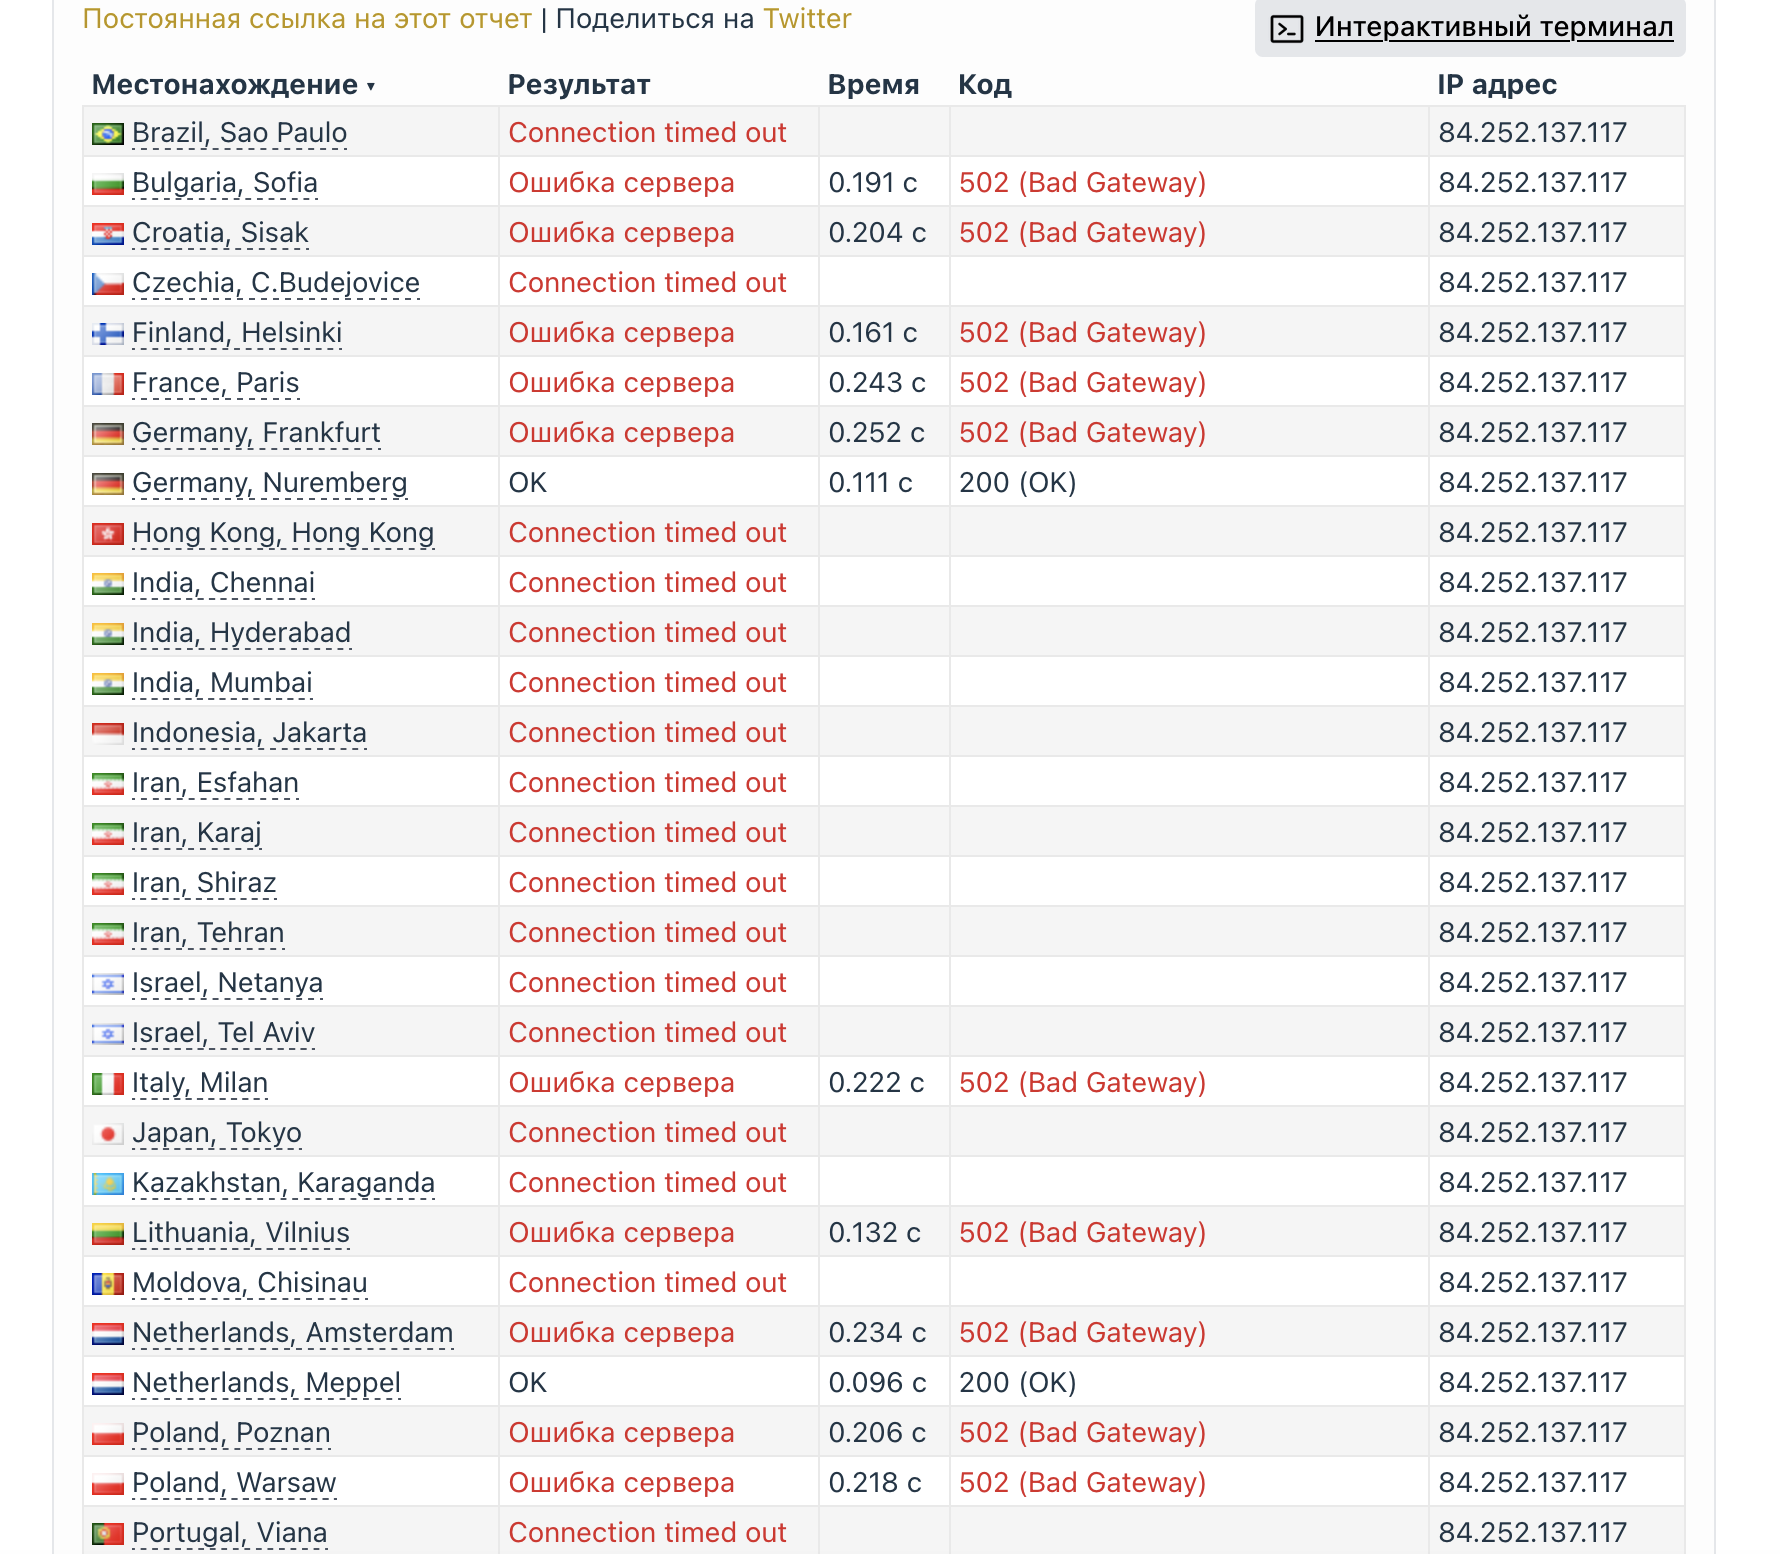 Постоянная ссылка на этот отчет | Поделиться на Twitter
Интерактивный терминал
Местонахождение ▾ Результат Время Код IP адрес
Brazil, Sao Paulo Connection timed out 84.252.137.117
Bulgaria, Sofia Ошибка сервера 0.191 с 502 (Bad Gateway) 84.252.137.117
Croatia, Sisak Ошибка сервера 0.204 с 502 (Bad Gateway) 84.252.137.117
Czechia, C.Budejovice Connection timed out 84.252.137.117
Finland, Helsinki Ошибка сервера 0.161 с 502 (Bad Gateway) 84.252.137.117
France, Paris Ошибка сервера 0.243 с 502 (Bad Gateway) 84.252.137.117
Germany, Frankfurt Ошибка сервера 0.252 с 502 (Bad Gateway) 84.252.137.117
Germany, Nuremberg OK 0.111 с 200 (OK) 84.252.137.117
Hong Kong, Hong Kong Connection timed out 84.252.137.117
India, Chennai Connection timed out 84.252.137.117
India, Hyderabad Connection timed out 84.252.137.117
India, Mumbai Connection timed out 84.252.137.117
Indonesia, Jakarta Connection timed out 84.252.137.117
Iran, Esfahan Connection timed out 84.252.137.117
Iran, Karaj Connection timed out 84.252.137.117
Iran, Shiraz Connection timed out 84.252.137.117
Iran, Tehran Connection timed out 84.252.137.117
Israel, Netanya Connection timed out 84.252.137.117
Israel, Tel Aviv Connection timed out 84.252.137.117
Italy, Milan Ошибка сервера 0.222 с 502 (Bad Gateway) 84.252.137.117
Japan, Tokyo Connection timed out 84.252.137.117
Kazakhstan, Karaganda Connection timed out 84.252.137.117
Lithuania, Vilnius Ошибка сервера 0.132 с 502 (Bad Gateway) 84.252.137.117
Moldova, Chisinau Connection timed out 84.252.137.117
Netherlands, Amsterdam Ошибка сервера 0.234 с 502 (Bad Gateway) 84.252.137.117
Netherlands, Meppel OK 0.096 с 200 (OK) 84.252.137.117
Poland, Poznan Ошибка сервера 0.206 с 502 (Bad Gateway) 84.252.137.117
Poland, Warsaw Ошибка сервера 0.218 с 502 (Bad Gateway) 84.252.137.117
Portugal, Viana Connection timed out 84.252.137.117